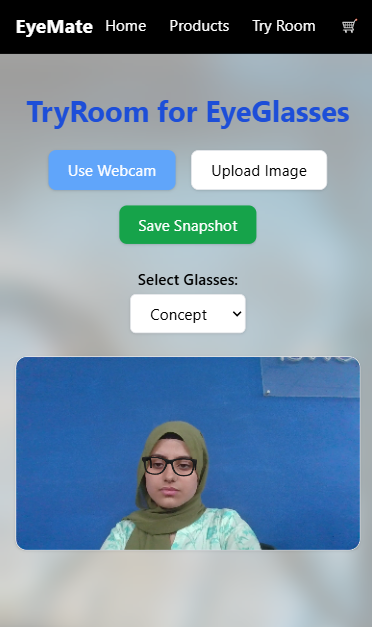 EyeMate Home Products Try Room
TryRoom for EyeGlasses
Use Webcam Upload Image
Save Snapshot
Select Glasses:
Concept